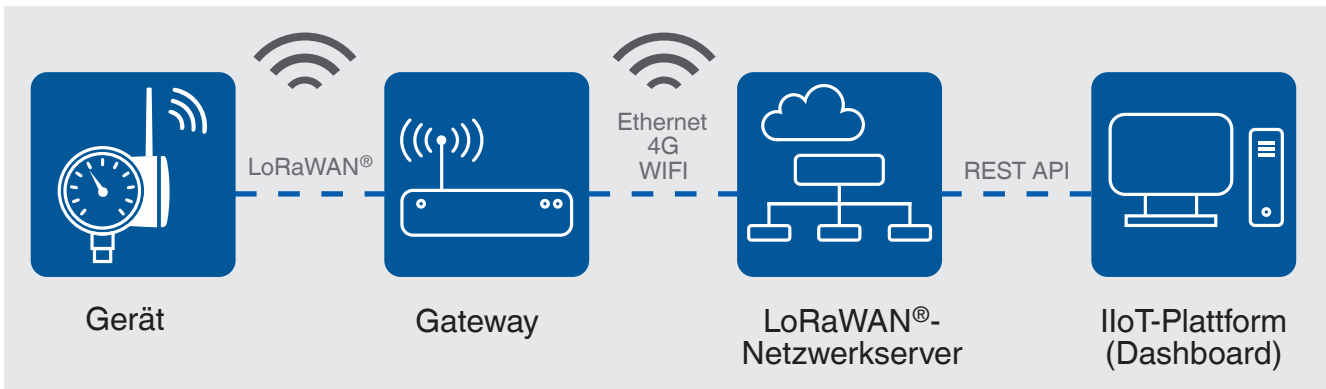 LoRaWAN®
Ethernet
4G
WIFI
REST API
Gerät
Gateway
LoRaWAN®-
Netzwerkserver
IIoT-Plattform
(Dashboard)